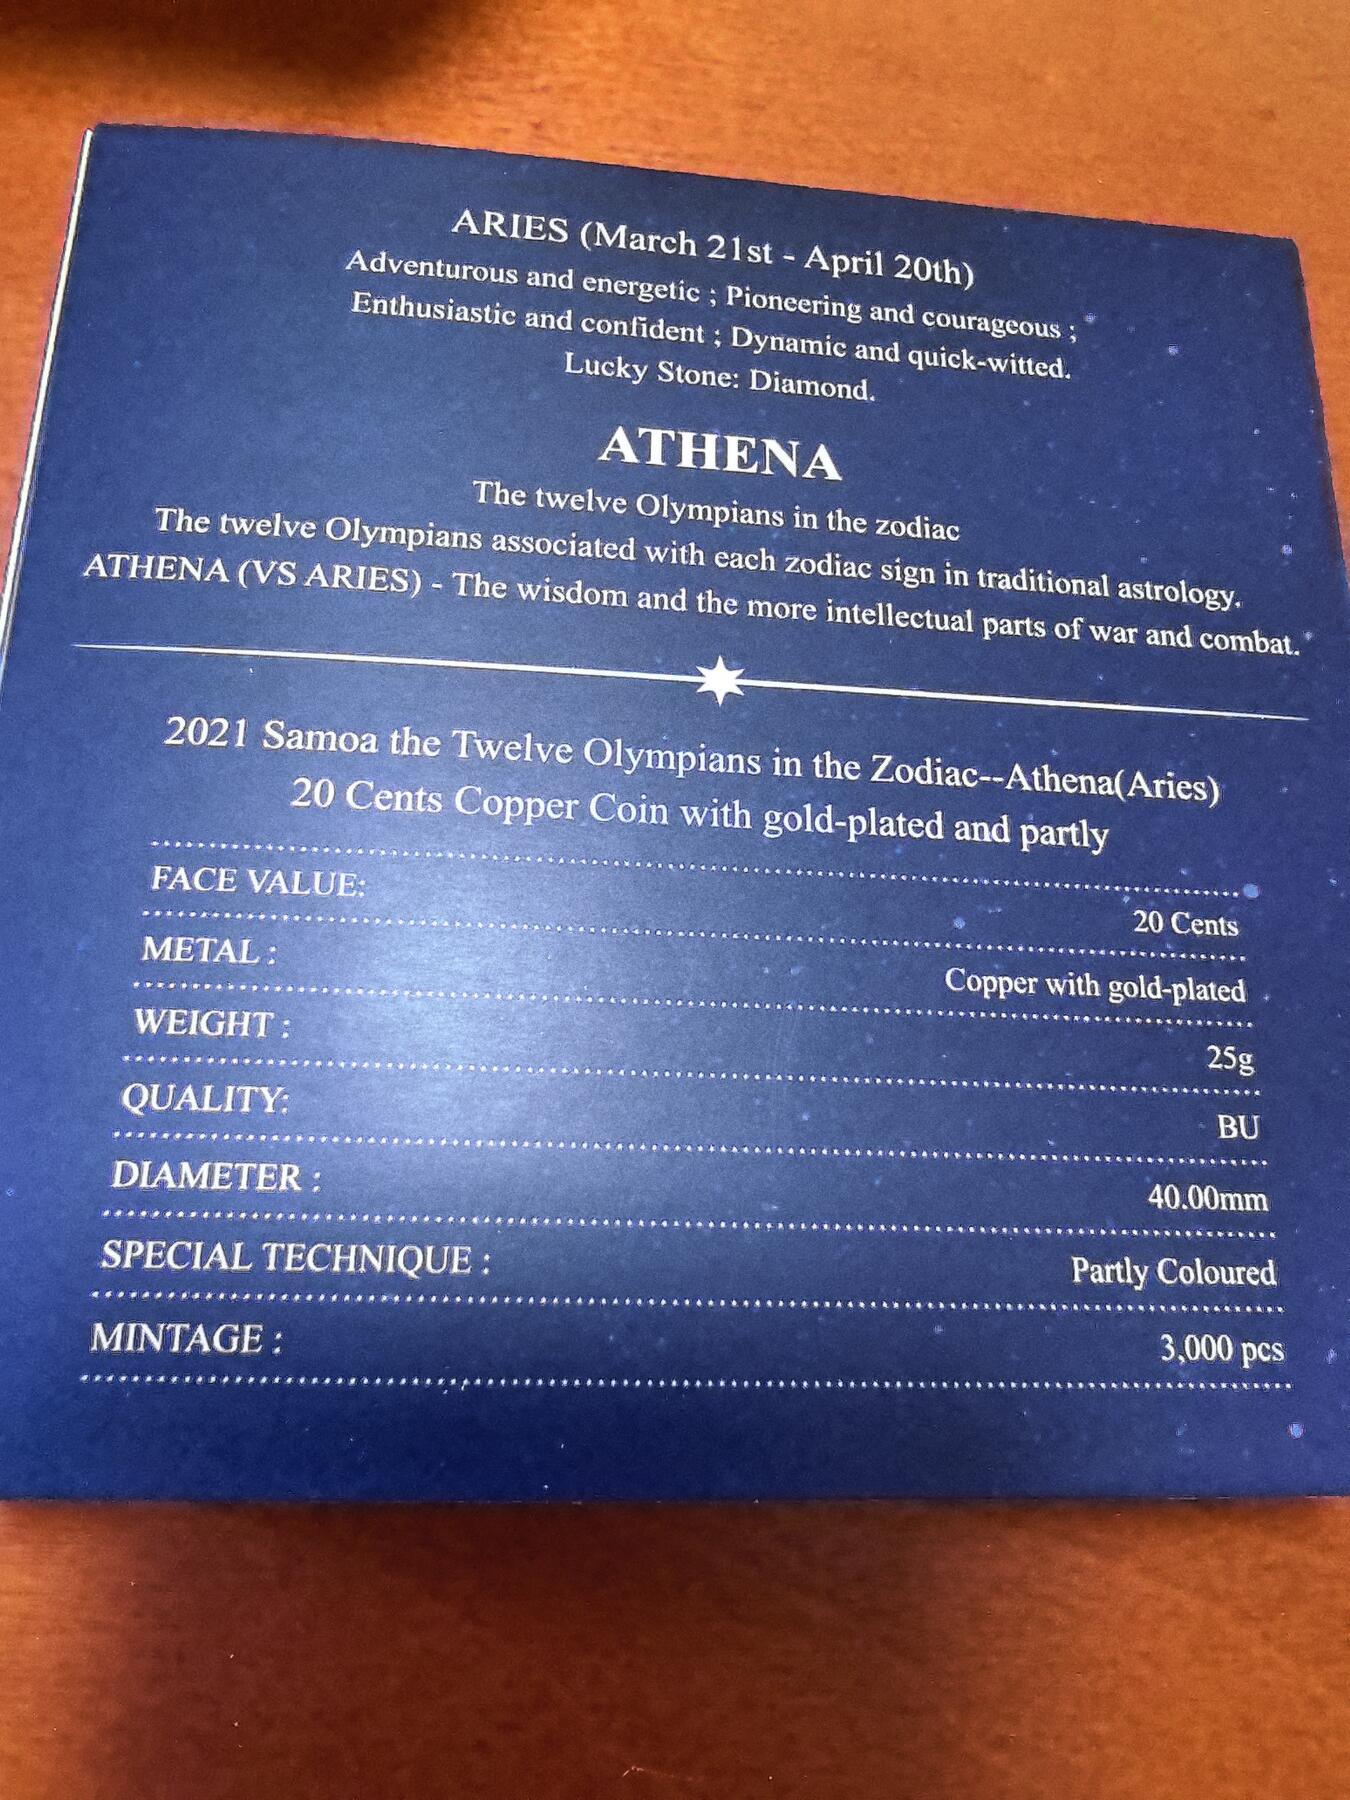 ARIES (March 21st - April 20th)
Adventurous and energetic ; Pioneering and courageous ;
Enthusiastic and confident ; Dynamic and quick-witted.
Lucky Stone: Diamond.
ATHENA
The twelve Olympians in the zodiac
The twelve Olympians associated with each zodiac sign in traditional astrology.
ATHENA (VS ARIES) - The wisdom and the more intellectual parts of war and combat.
2021 Samoa the Twelve Olympians in the Zodiac--Athena(Aries)
20 Cents Copper Coin with gold-plated and partly
FACE VALUE: 20 Cents
METAL : Copper with gold-plated
WEIGHT : 25g
QUALITY: BU
DIAMETER : 40.00mm
SPECIAL TECHNIQUE : Partly Coloured
MINTAGE : 3,000 pcs